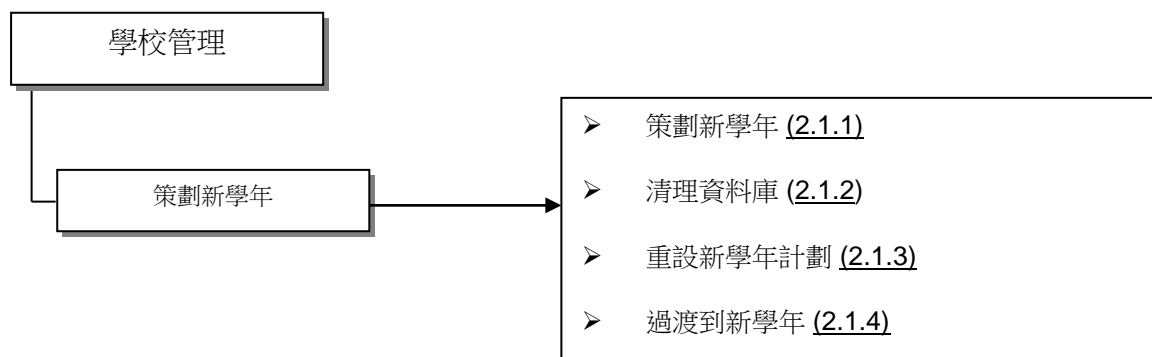 學校管理
策劃新學年
➢ 策劃新學年 (2.1.1)
➢ 清理資料庫 (2.1.2)
➢ 重設新學年計劃 (2.1.3)
➢ 過渡到新學年 (2.1.4)